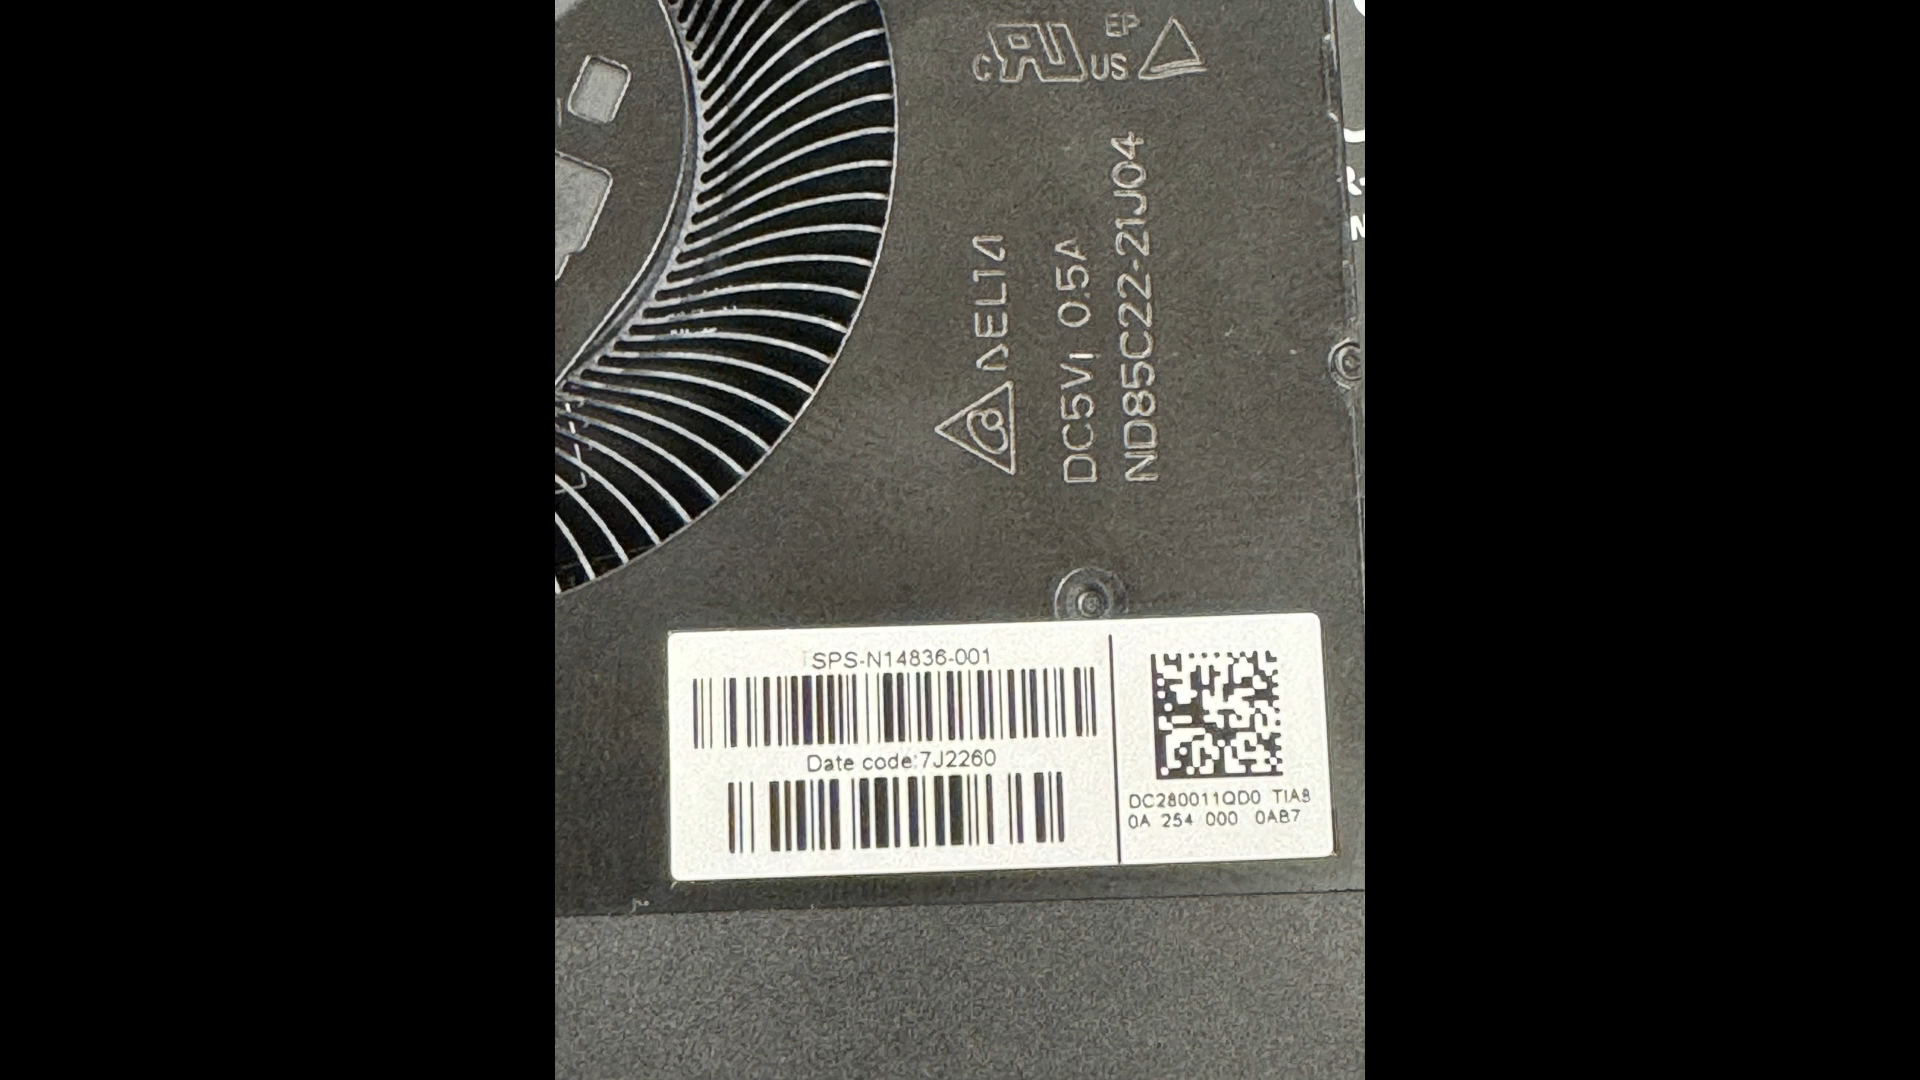 EP
C RU US
DELTA
DC5V 0.5A
ND85C22-21J04
SPS-N14836-001
Date code:7J2260
DC280011QD0 TIA8
0A 254 000 0AB7